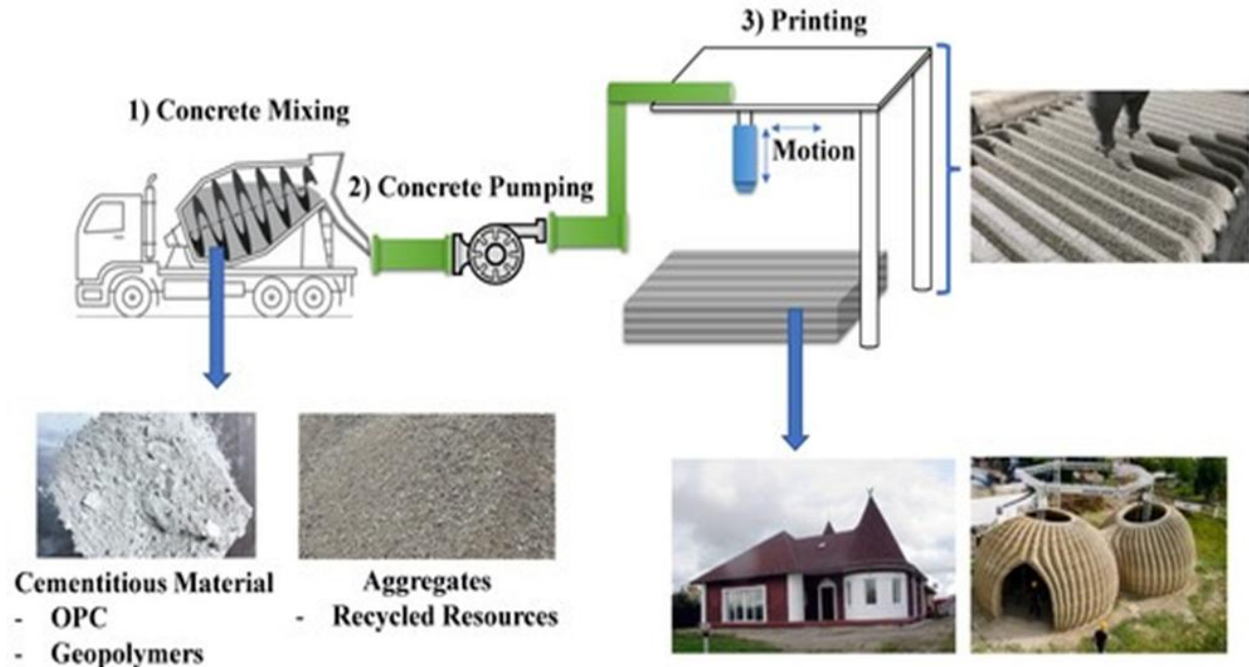 3) Printing
1) Concrete Mixing
Motion
2) Concrete Pumping
Cementitious Material
- OPC
- Geopolymers
Aggregates
- Recycled Resources